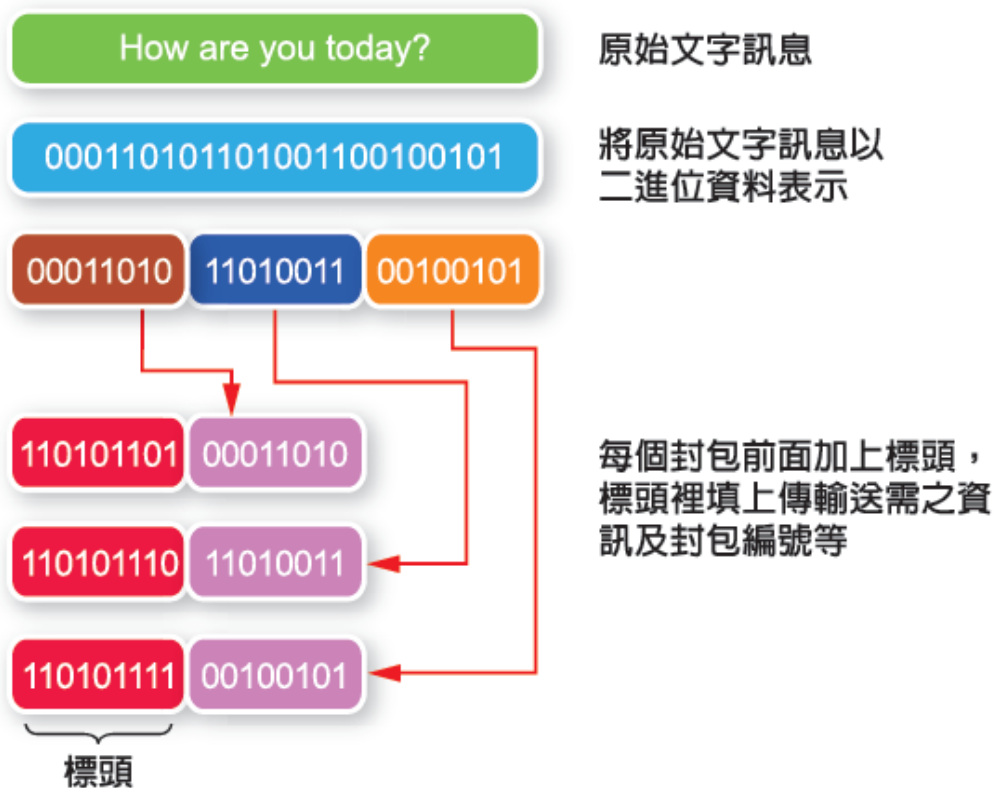 How are you today?
原始文字訊息
000110101101001100100101
將原始文字訊息以
二進位資料表示
00011010 11010011 00100101
110101101 00011010
每個封包前面加上標頭，
標頭裡填上傳輸送需之資
訊及封包編號等
110101110 11010011
110101111 00100101
標頭